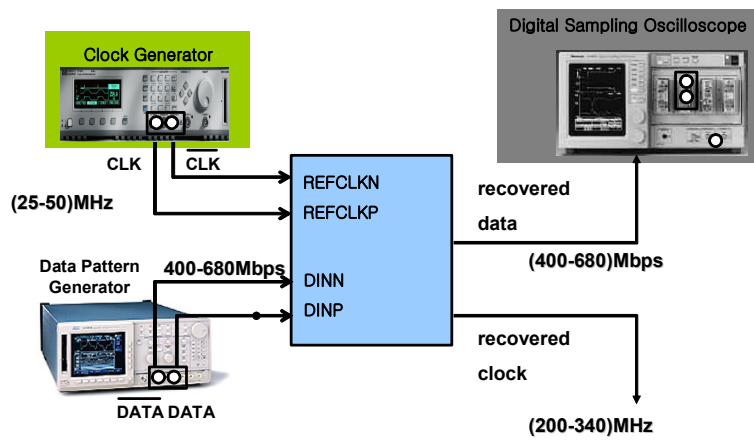 Digital Sampling Oscilloscope
Clock Generator
CLK
CLK
(25-50)MHz
REFCLKN
REFCLKP
recovered
data
(400-680)Mbps
Data Pattern
Generator
400-680Mbps
DINN
DINP
recovered
clock
DATA DATA
(200-340)MHz